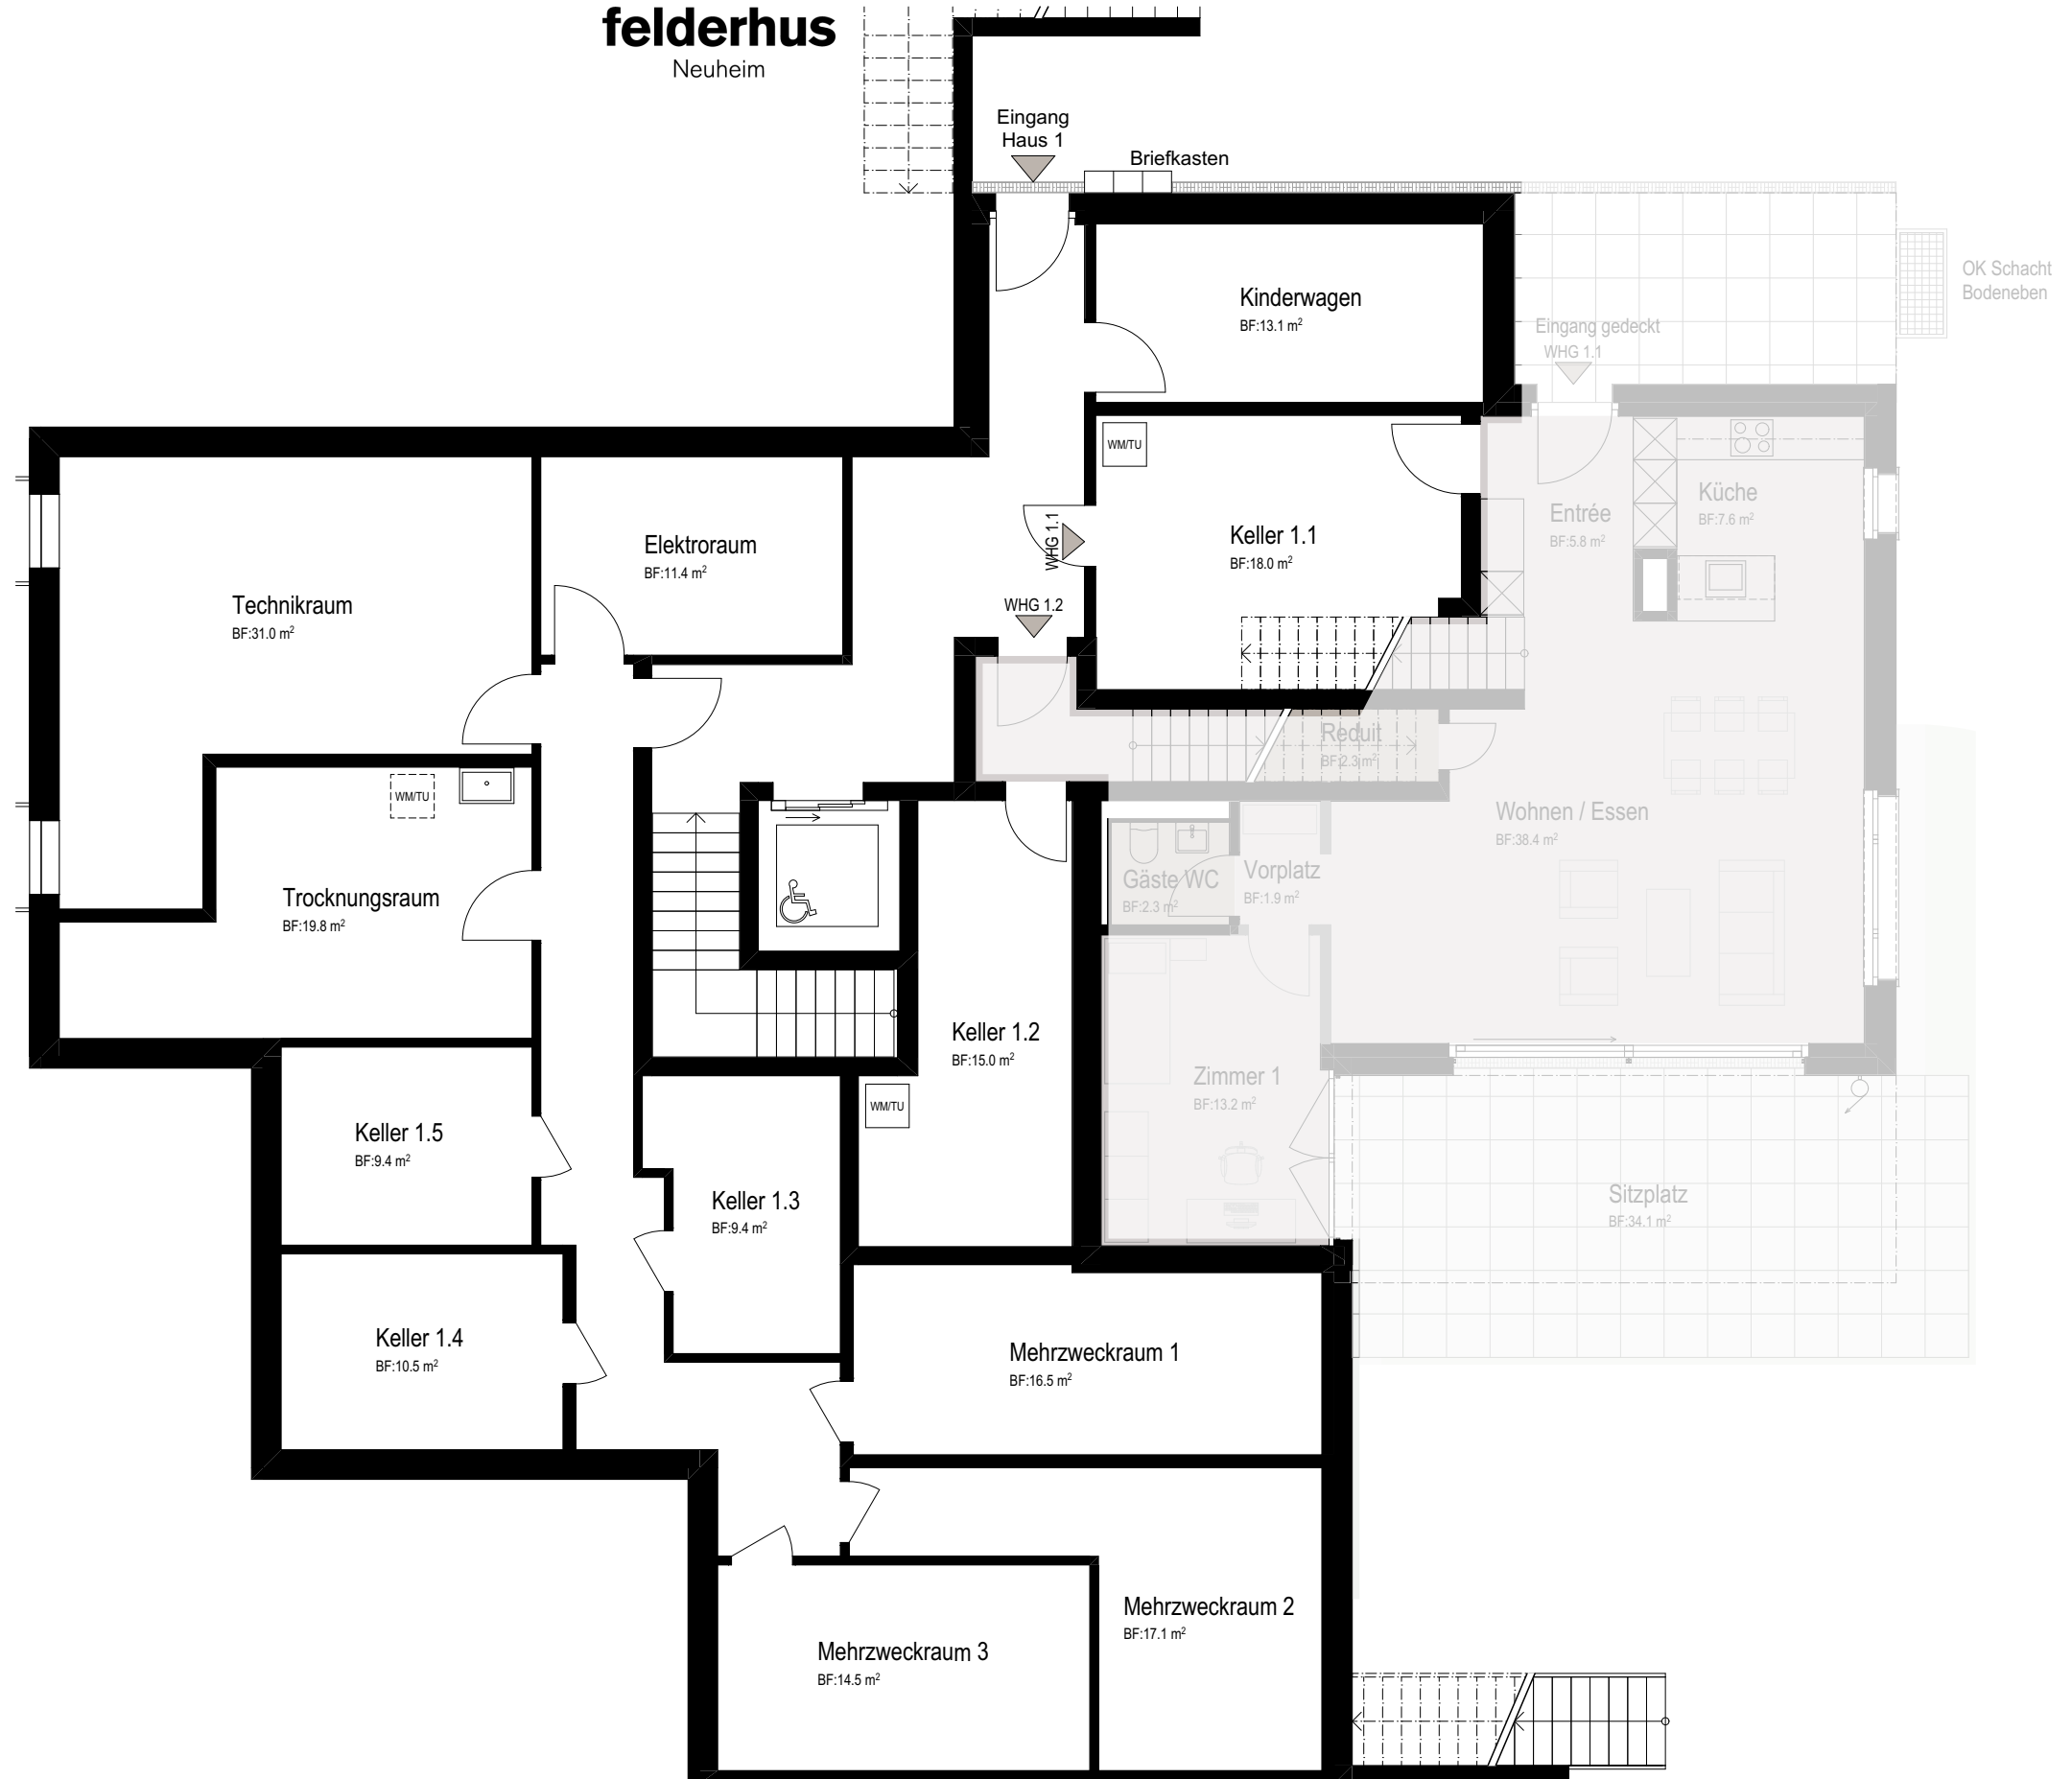 felderhus
Neuheim
Eingang
Haus 1
Briefkasten
Kinderwagen
BF:13.1 m²
OK Schacht
Bodeneben
Eingang gedeckt
WHG 1.1
WM/TU
Keller 1.1
BF:18.0 m²
WHG 1.1
WHG 1.2
Entrée
BF:5.8 m²
Küche
BF:7.6 m²
Elektroraum
BF:11.4 m²
Technikraum
BF:31.0 m²
Reduit
BF:2.3 m²
WM/TU
Trocknungsraum
BF:19.8 m²
Wohnen / Essen
BF:38.4 m²
Gäste WC
BF:2.3 m²
Vorplatz
BF:1.9 m²
Keller 1.2
BF:15.0 m²
WM/TU
Zimmer 1
BF:13.2 m²
Keller 1.5
BF:9.4 m²
Keller 1.3
BF:9.4 m²
Sitzplatz
BF:34.1 m²
Keller 1.4
BF:10.5 m²
Mehrzweckraum 1
BF:16.5 m²
Mehrzweckraum 2
BF:17.1 m²
Mehrzweckraum 3
BF:14.5 m²